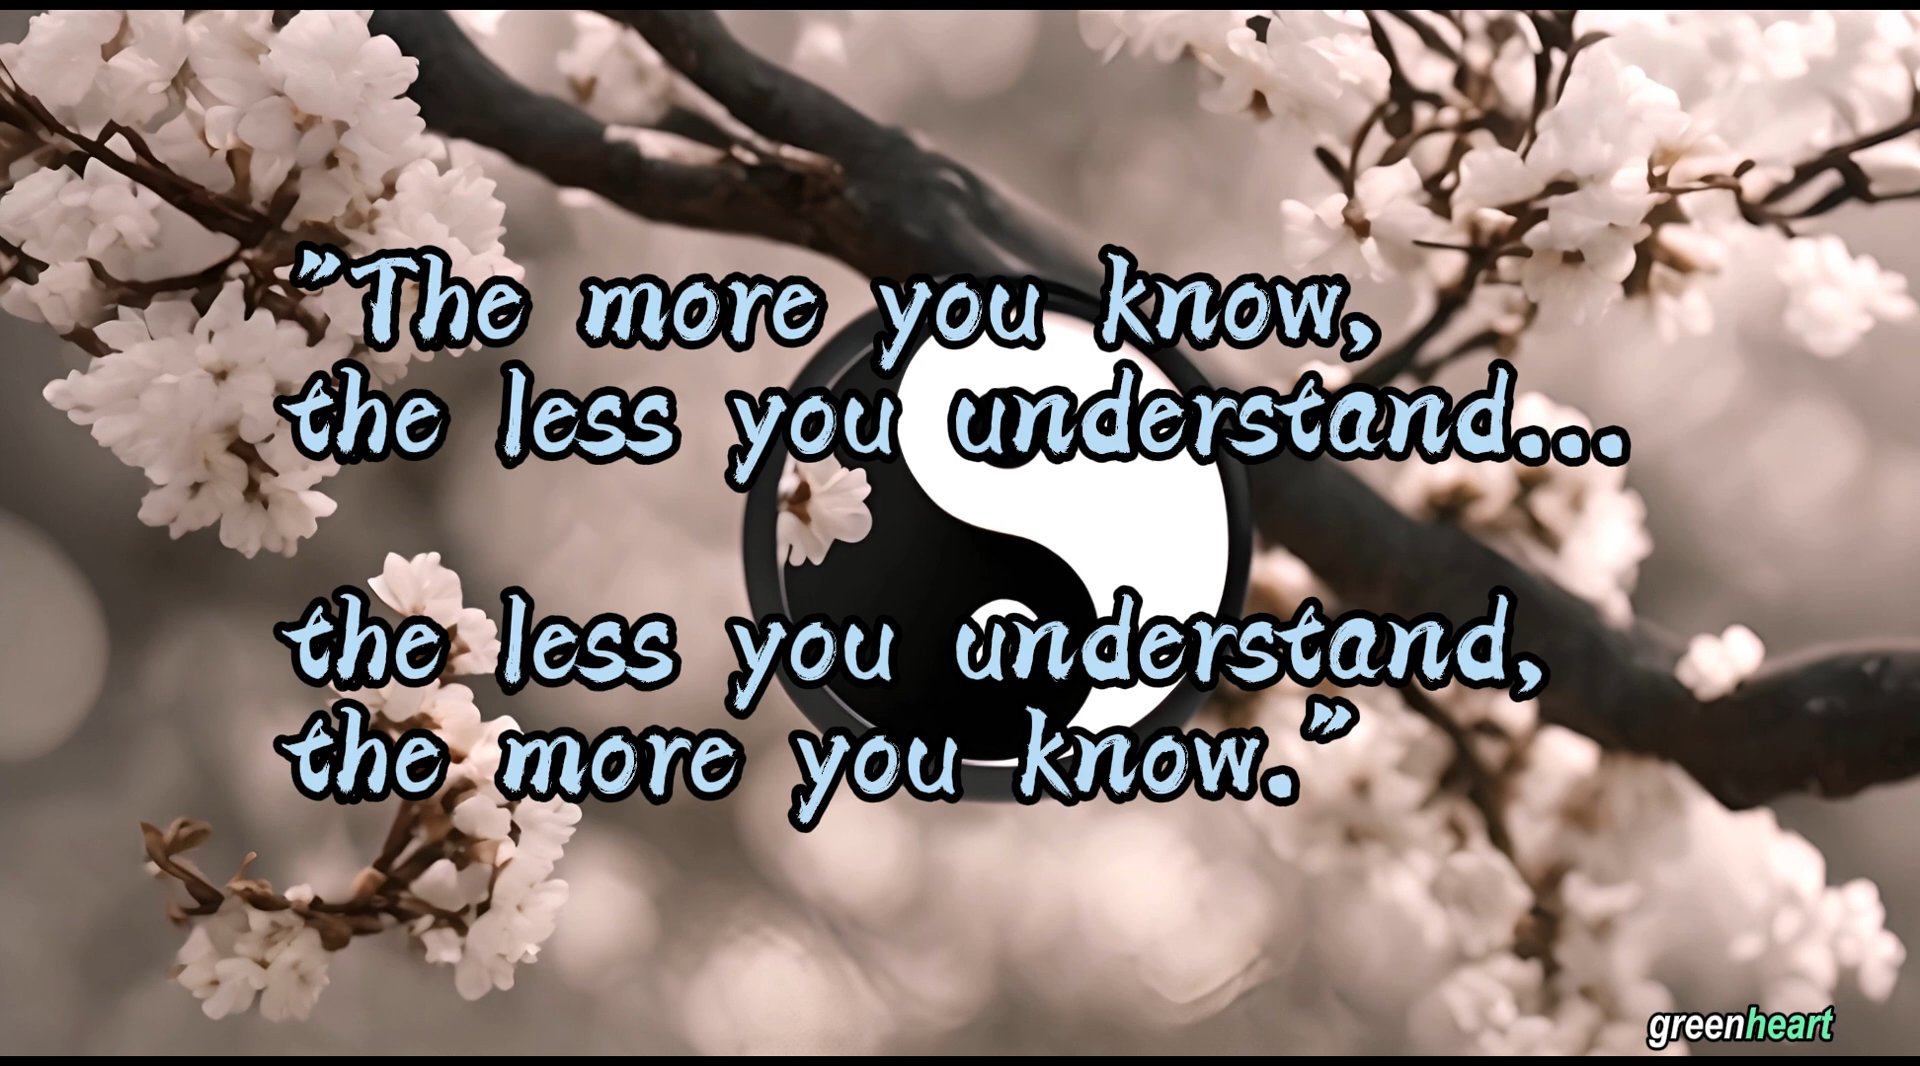 "The more you know,
the less you understand...
the less you understand,
the more you know."
greenheart